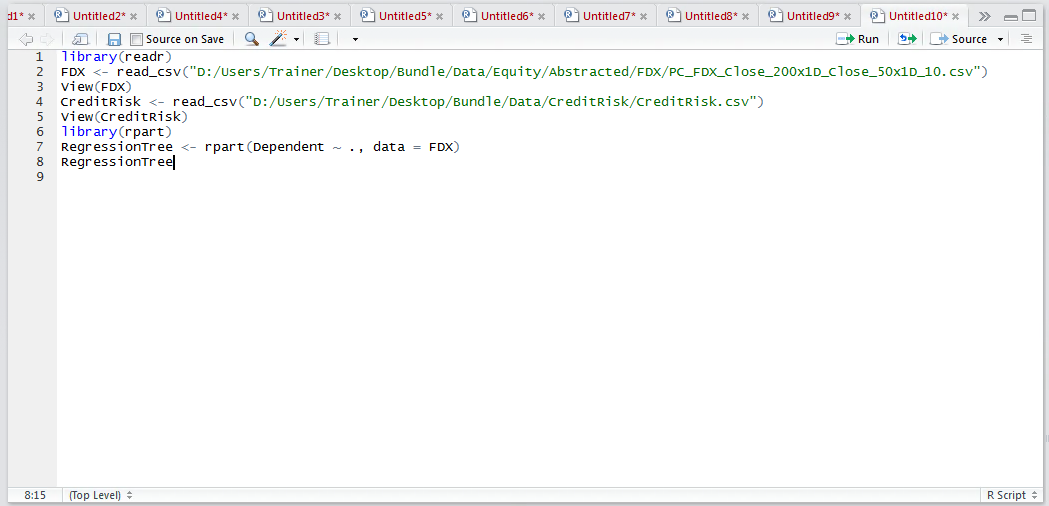 d1* Untitled2* Untitled4* Untitled3* Untitled5* Untitled6* Untitled7* Untitled8* Untitled9* Untitled10*
Source on Save Run Source
1 library(readr)
2 FDX <- read_csv("D:/Users/Trainer/Desktop/Bundle/Data/Equity/Abstracted/FDX/PC_FDX_Close_200x1D_Close_50x1D_10.csv")
3 View(FDX)
4 CreditRisk <- read_csv("D:/Users/Trainer/Desktop/Bundle/Data/CreditRisk/CreditRisk.csv")
5 View(CreditRisk)
6 library(rpart)
7 RegressionTree <- rpart(Dependent ~ ., data = FDX)
8 RegressionTree
9
8:15 (Top Level) R Script